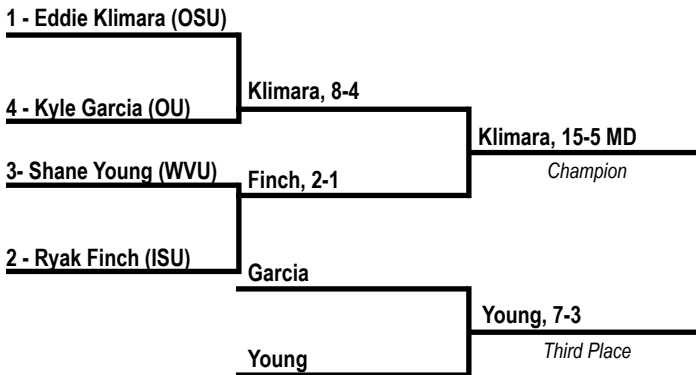 1 - Eddie Klimara (OSU)
Klimara, 8-4
4 - Kyle Garcia (OU)
Klimara, 15-5 MD
Champion
3- Shane Young (WVU)
Finch, 2-1
2 - Ryak Finch (ISU)
Garcia
Young, 7-3
Third Place
Young